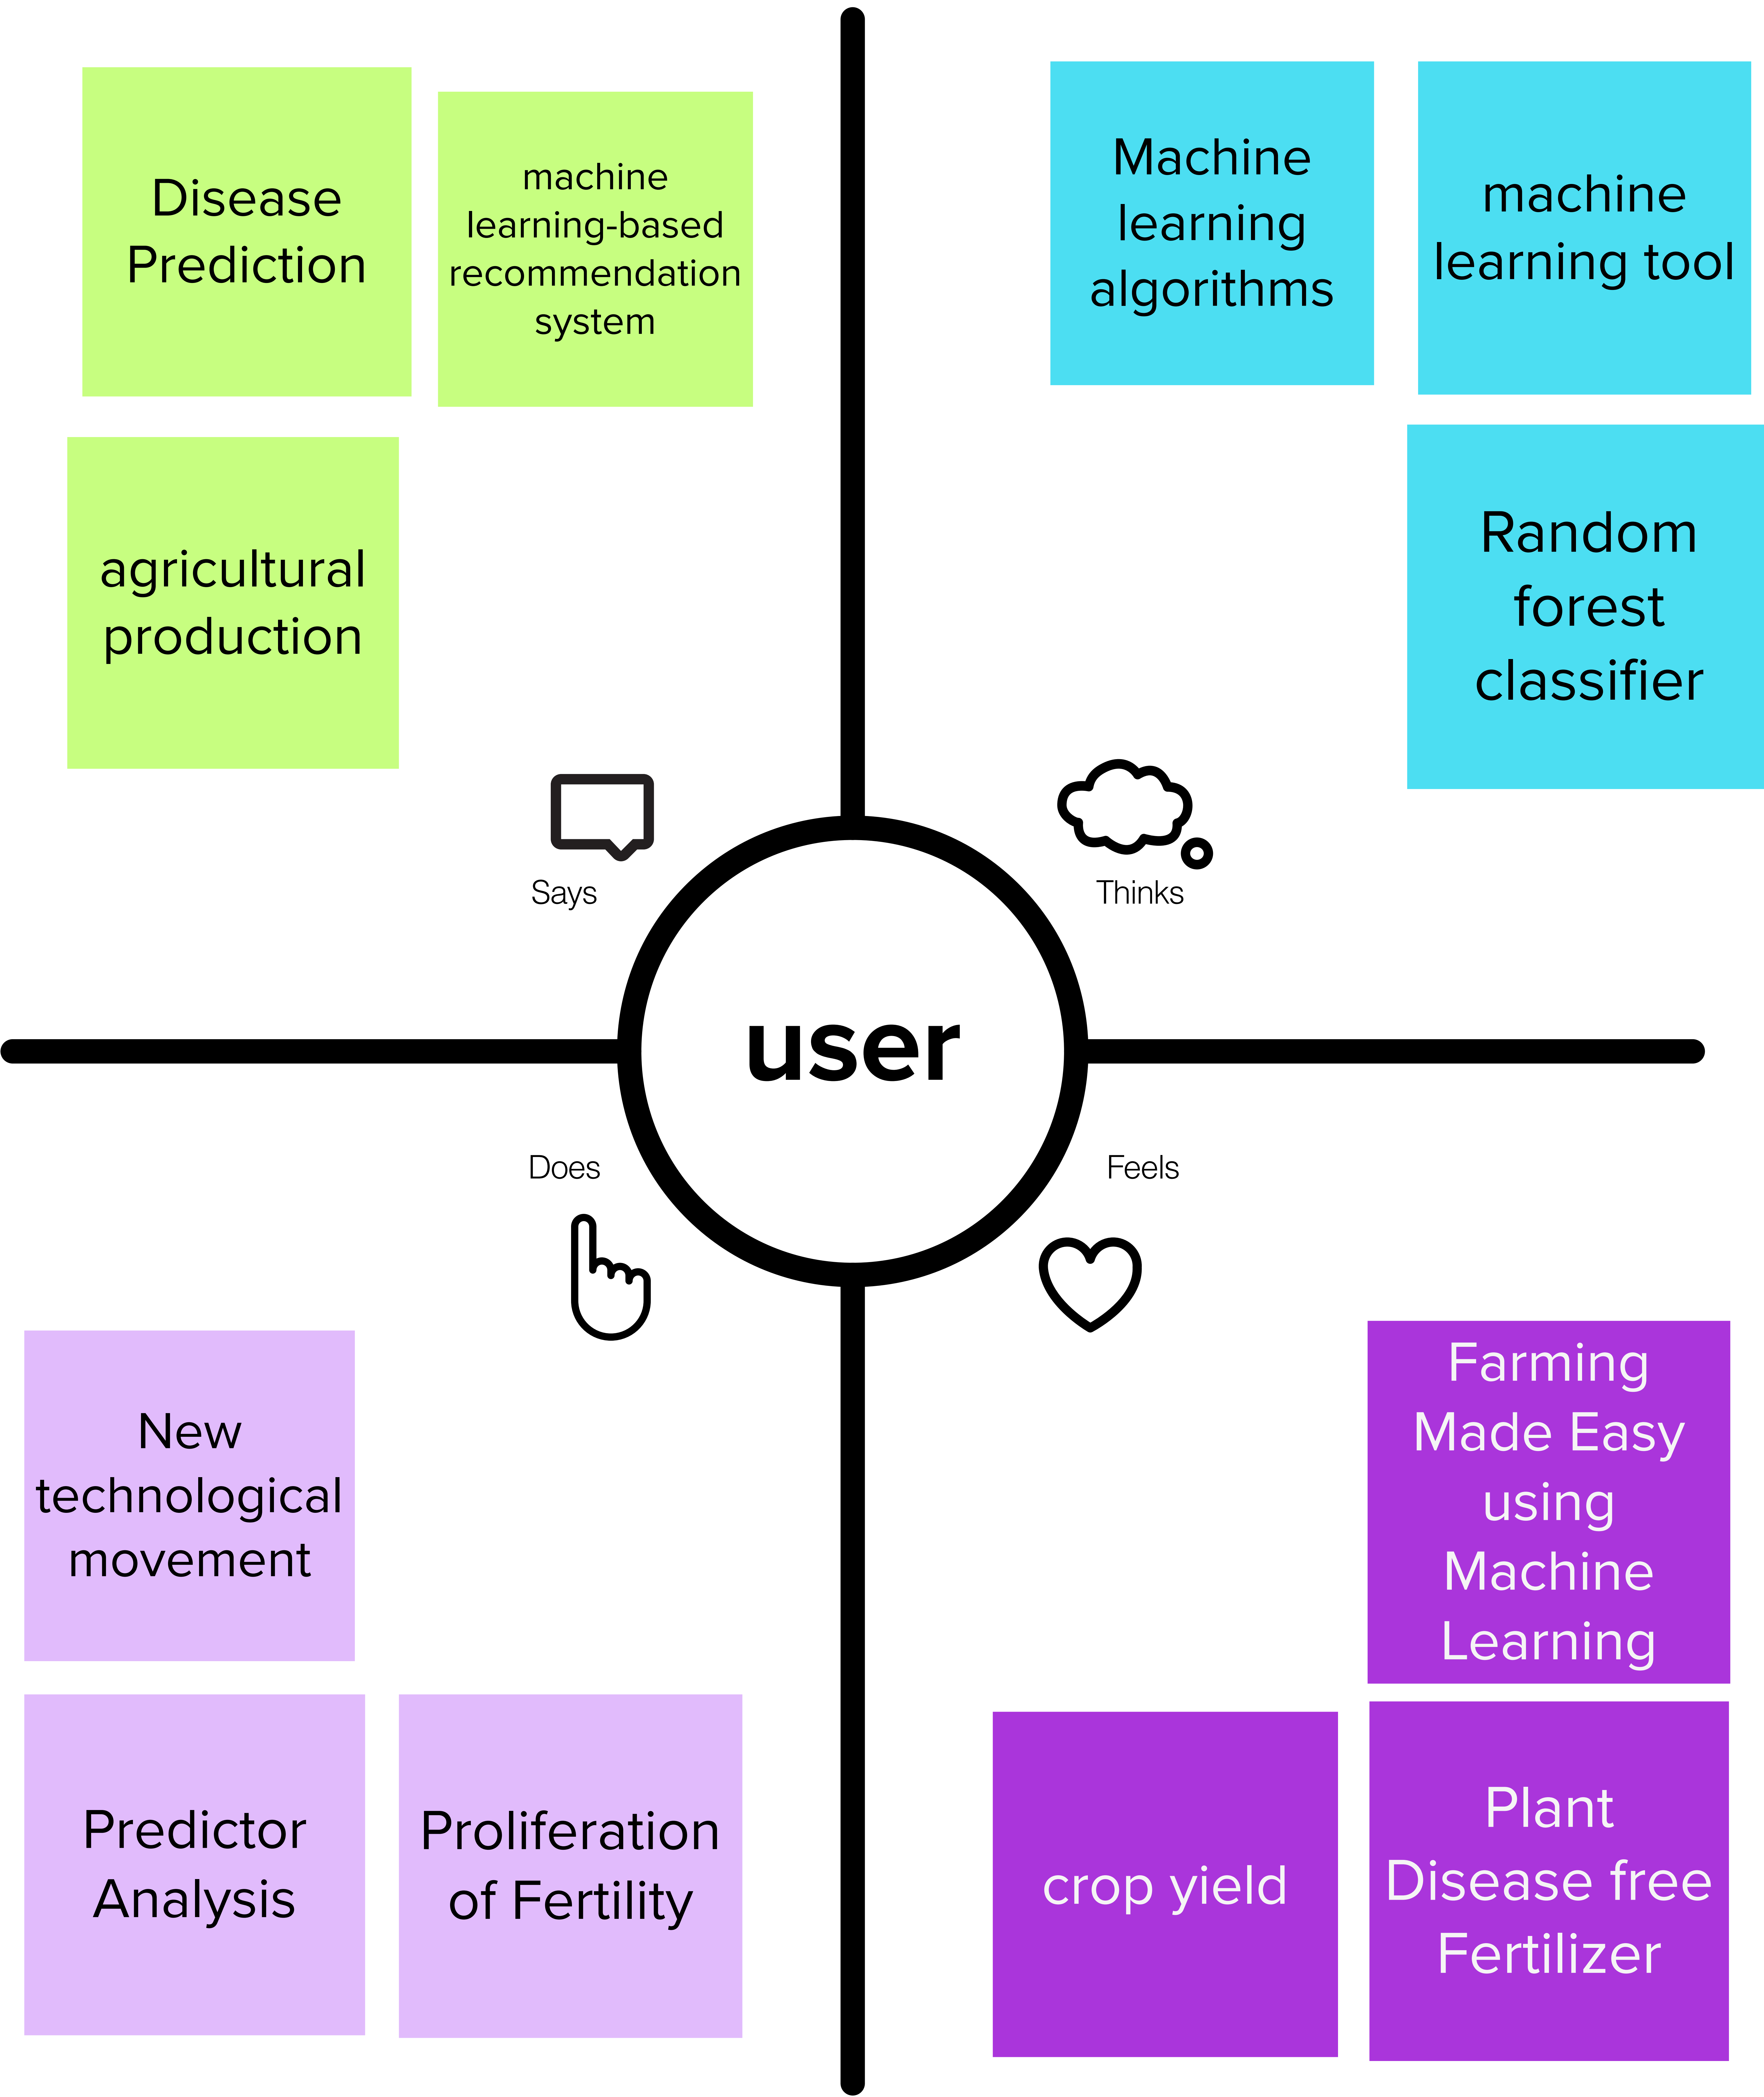 Disease
Prediction
machine
learning-based
recommendation
system
agricultural
production
Says
Machine
learning
algorithms
machine
learning tool
Random
forest
classifier
Thinks
user
Does
New
technological
movement
Predictor
Analysis
Proliferation
of Fertility
Feels
Farming
Made Easy
using
Machine
Learning
crop yield
Plant
Disease free
Fertilizer